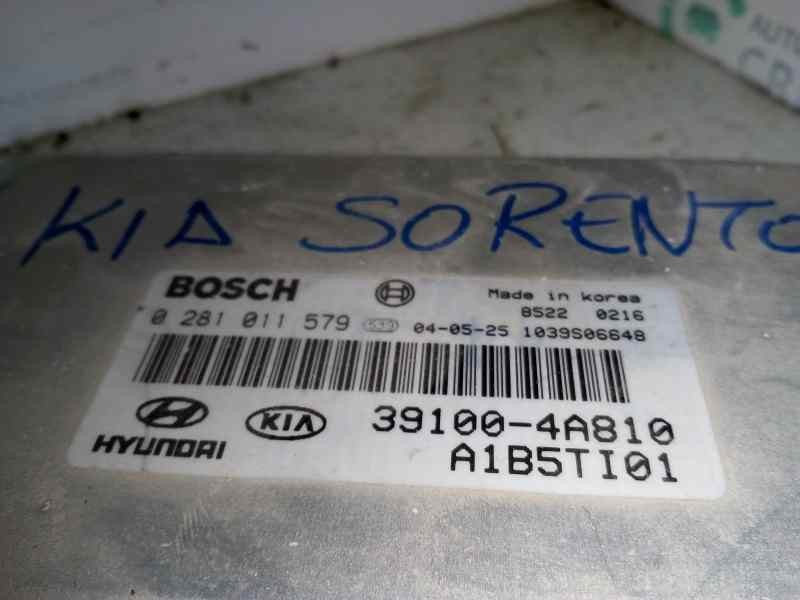 AUTO
KIA SORENTO
BOSCH
Made in korea
8522 0216
0 281 011 579 04-05-25 1039S06648
HYUNDAI KIA 39100-4A810
A1B5TI01